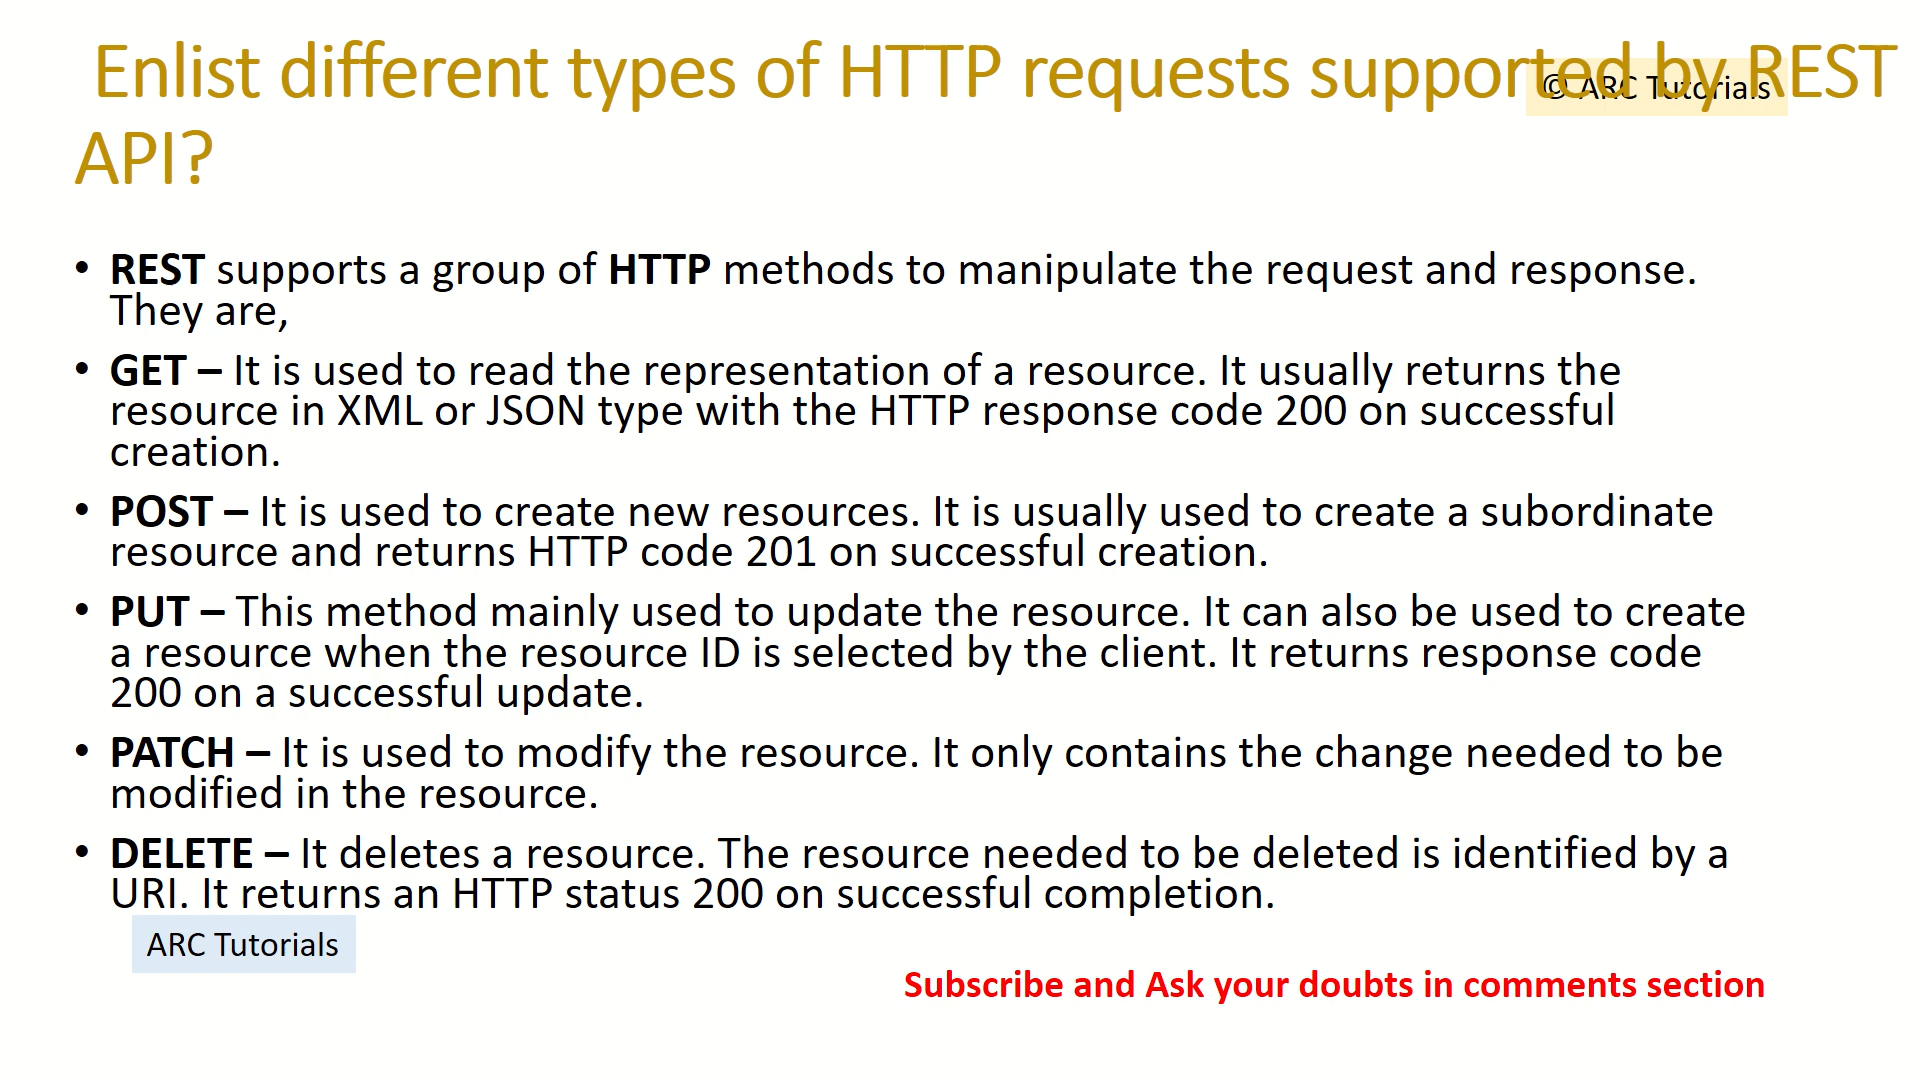 Enlist different types of HTTP requests supported by REST
API?
© ARC Tutorials
• REST supports a group of HTTP methods to manipulate the request and response.
They are,
• GET – It is used to read the representation of a resource. It usually returns the
resource in XML or JSON type with the HTTP response code 200 on successful
creation.
• POST – It is used to create new resources. It is usually used to create a subordinate
resource and returns HTTP code 201 on successful creation.
• PUT – This method mainly used to update the resource. It can also be used to create
a resource when the resource ID is selected by the client. It returns response code
200 on a successful update.
• PATCH – It is used to modify the resource. It only contains the change needed to be
modified in the resource.
• DELETE – It deletes a resource. The resource needed to be deleted is identified by a
URI. It returns an HTTP status 200 on successful completion.
ARC Tutorials
Subscribe and Ask your doubts in comments section